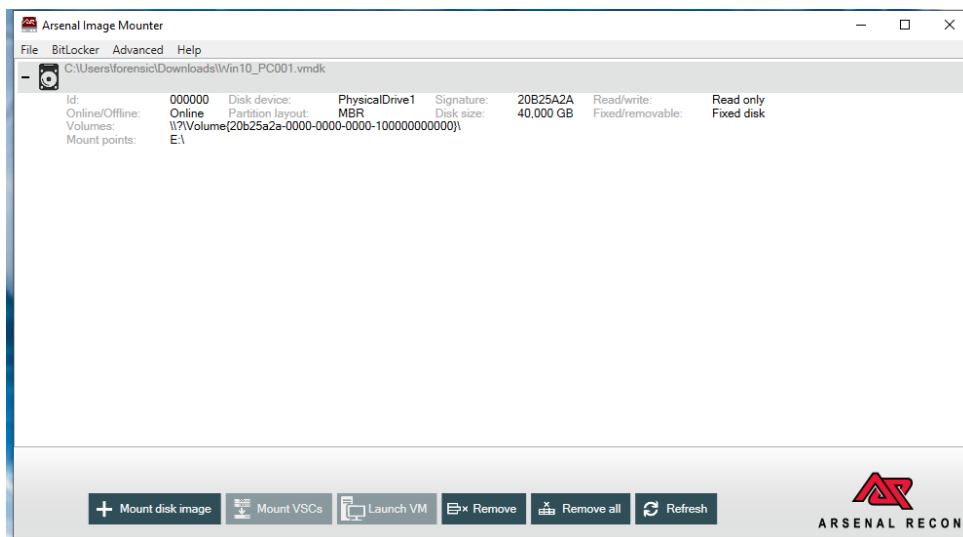 Arsenal Image Mounter
File BitLocker Advanced Help
C:\Users\forensic\Downloads\Win10_PC001.vmdk
Id: 000000 Disk device: PhysicalDrive1 Signature: 20B25A2A Read/write: Read only
Online/Offline: Online Partition layout: MBR Disk size: 40,000 GB Fixed/removable: Fixed disk
Volumes: \\?\Volume{20b25a2a-0000-0000-0000-100000000000}\
Mount points: E:\
Mount disk image Mount VSCs Launch VM Remove Remove all Refresh
ARSENAL RECON